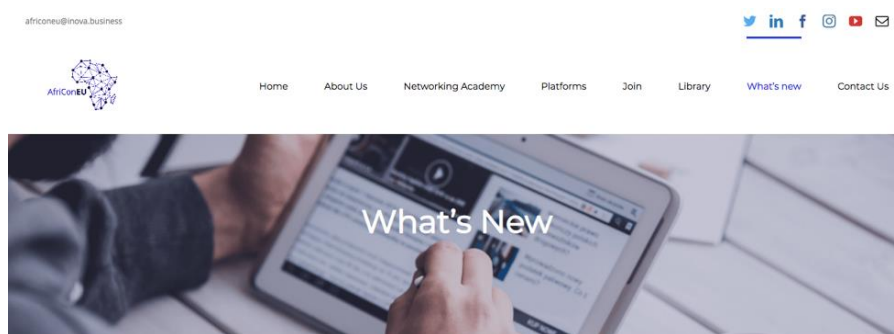 africoneu@inova.business
AfriConEU
Home About Us Networking Academy Platforms Join Library What's new Contact Us
What's New